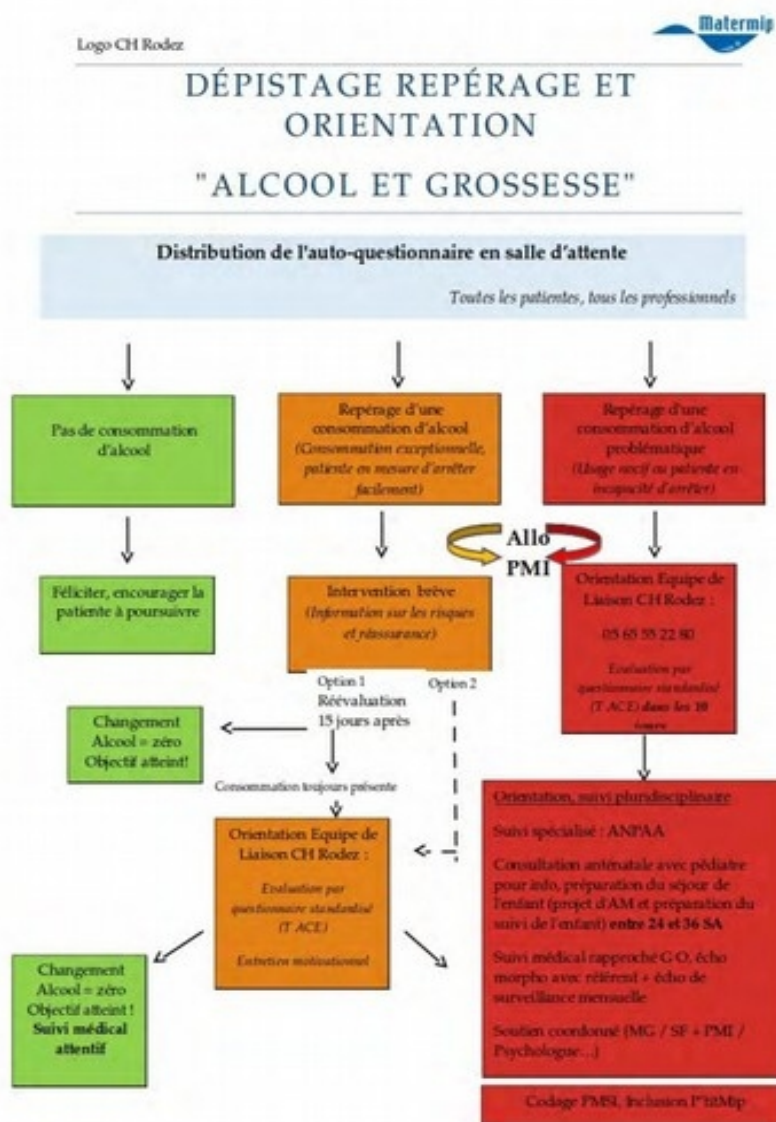 Logo CH Rodez
Matermip
DÉPISTAGE REPÉRAGE ET
ORIENTATION
"ALCOOL ET GROSSESSE"
Distribution de l'auto-questionnaire en salle d'attente
Toutes les patientes, tous les professionnels
Pas de consommation
d'alcool
Repérage d'une
consommation d'alcool
(Consommation exceptionnelle,
patiente en mesure d'arrêter
facilement)
Repérage d'une
consommation d'alcool
problématique
(Usage nocif ou patiente en
incapacité d'arrêter)
Allo
PMI
Féliciter, encourager la
patiente à poursuivre
Intervention brève
(Information sur les risques
et réassurance)
Orientation Equipe de
Liaison CH Rodez :
05 65 55 22 80
Evaluation par
questionnaire standardisé
(T ACE) dans les 10
jours
Option 1
Réévaluation
15 jours après
Option 2
Changement
Alcool = zéro
Objectif atteint!
Consommation toujours présente
Orientation Equipe de
Liaison CH Rodez :
Evaluation par
questionnaire standardisé
(T ACE)
Entretien motivationnel
Orientation, suivi pluridisciplinaire
Suivi spécialisé : ANPAA
Consultation anténatale avec pédiatre
pour info, préparation du séjour de
l'enfant (projet d'AM et préparation du
suivi de l'enfant) entre 24 et 36 SA
Suivi médical rapproché G O, écho
morpho avec référent + écho de
surveillance mensuelle
Soutien coordonné (MG / SF + PMI /
Psychologue…)
Changement
Alcool = zéro
Objectif atteint !
Suivi médical
attentif
Codage PMSI, Inclusion P'titMip